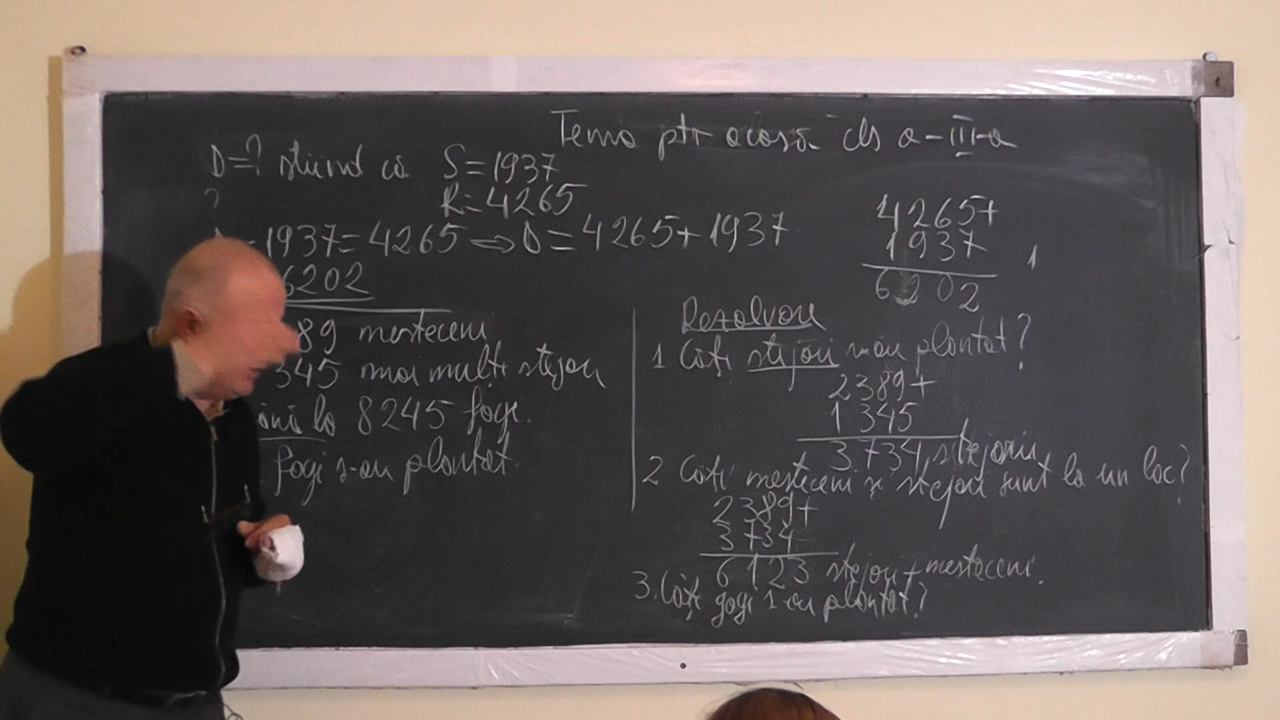 Tema ptr acasă cls a-III-a
D=? știind că S=1937
?
R=4265
-1937=4265 ⇒ D=4265+1937
6202
4265+
1937
1
6202
89 mesteceni
345 mai mulți stejari
ână la 8245 fagi.
fagi s-au plantat.
Rezolvare
1 Câți stejari s-au plantat?
2389+
1345
3734 stejari
2 Câți mesteceni și stejari sunt la un loc?
2389+
3734
6123 stejari+mesteceni.
3. Câți gagi s-au plantat?